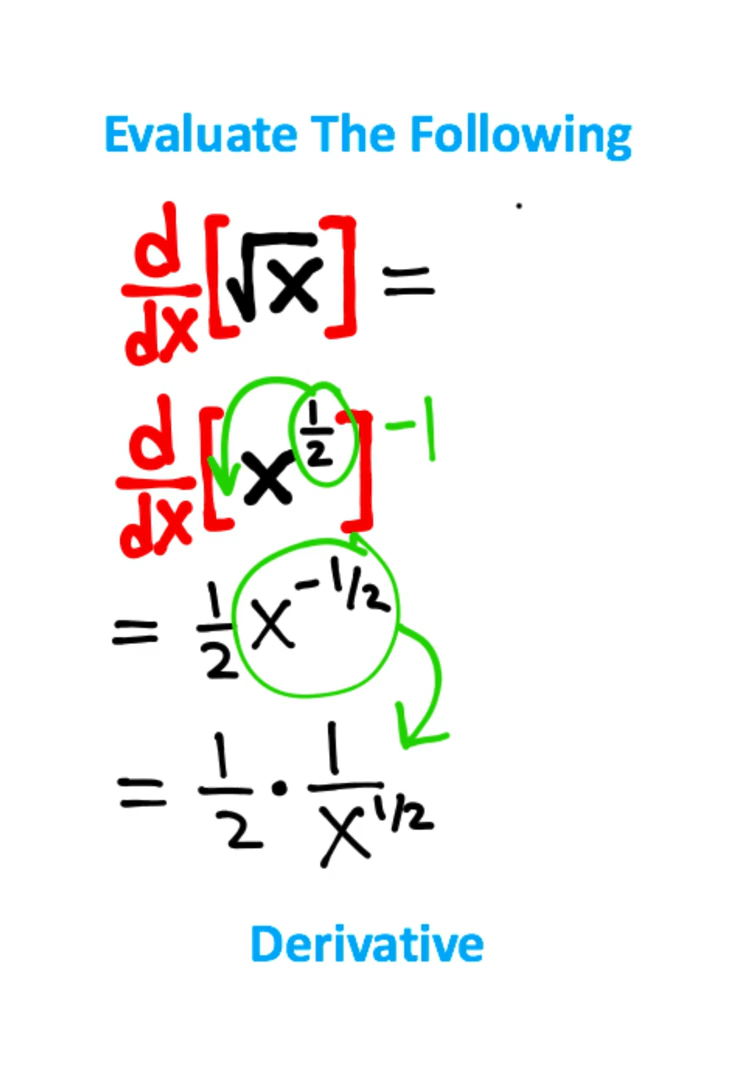 Evaluate The Following
d/dx [√x] =
d/dx [x^(1/2)] -1
= 1/2 x^(-1/2)
= 1/2 · 1/x^(1/2)
Derivative